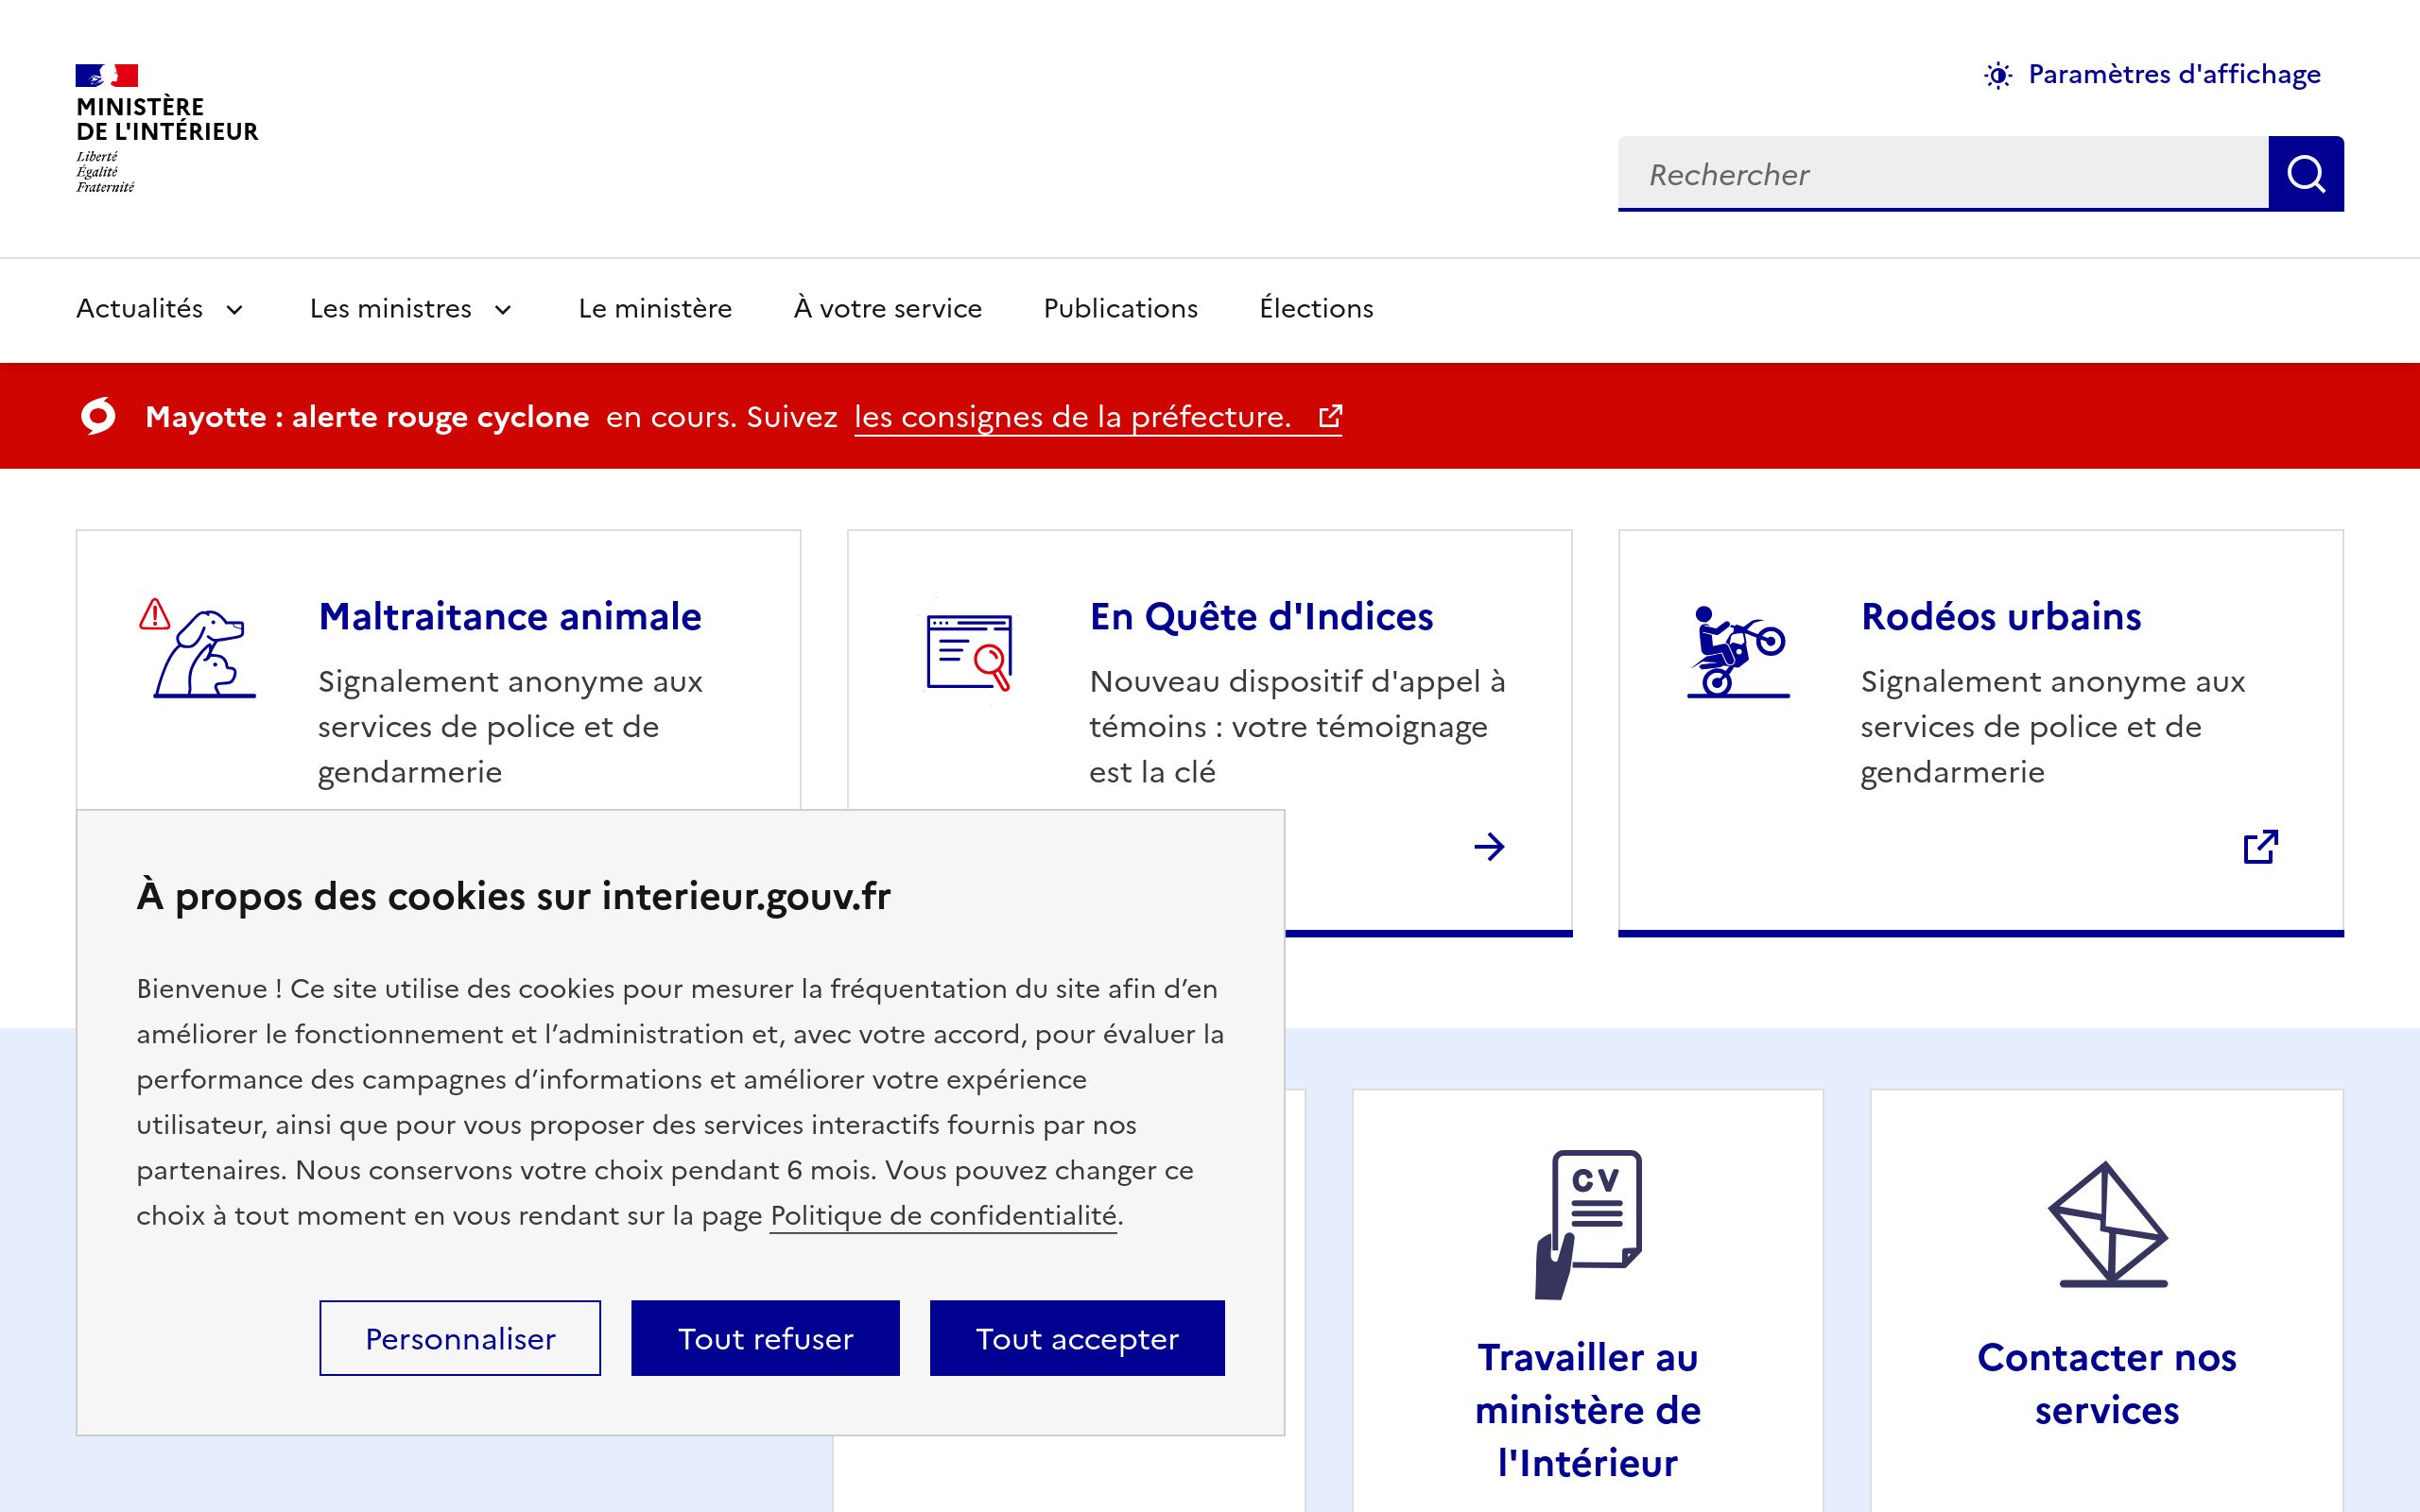 MINISTÈRE
DE L'INTÉRIEUR
Liberté
Égalité
Fraternité
Paramètres d'affichage
Rechercher
Actualités
Les ministres
Le ministère
À votre service
Publications
Élections
Mayotte : alerte rouge cyclone en cours. Suivez les consignes de la préfecture.
Maltraitance animale
Signalement anonyme aux
services de police et de
gendarmerie
En Quête d'Indices
Nouveau dispositif d'appel à
témoins : votre témoignage
est la clé
Rodéos urbains
Signalement anonyme aux
services de police et de
gendarmerie
À propos des cookies sur interieur.gouv.fr
Bienvenue ! Ce site utilise des cookies pour mesurer la fréquentation du site afin d’en
améliorer le fonctionnement et l’administration et, avec votre accord, pour évaluer la
performance des campagnes d’informations et améliorer votre expérience
utilisateur, ainsi que pour vous proposer des services interactifs fournis par nos
partenaires. Nous conservons votre choix pendant 6 mois. Vous pouvez changer ce
choix à tout moment en vous rendant sur la page Politique de confidentialité.
Personnaliser
Tout refuser
Tout accepter
CV
Travailler au
ministère de
l'Intérieur
Contacter nos
services